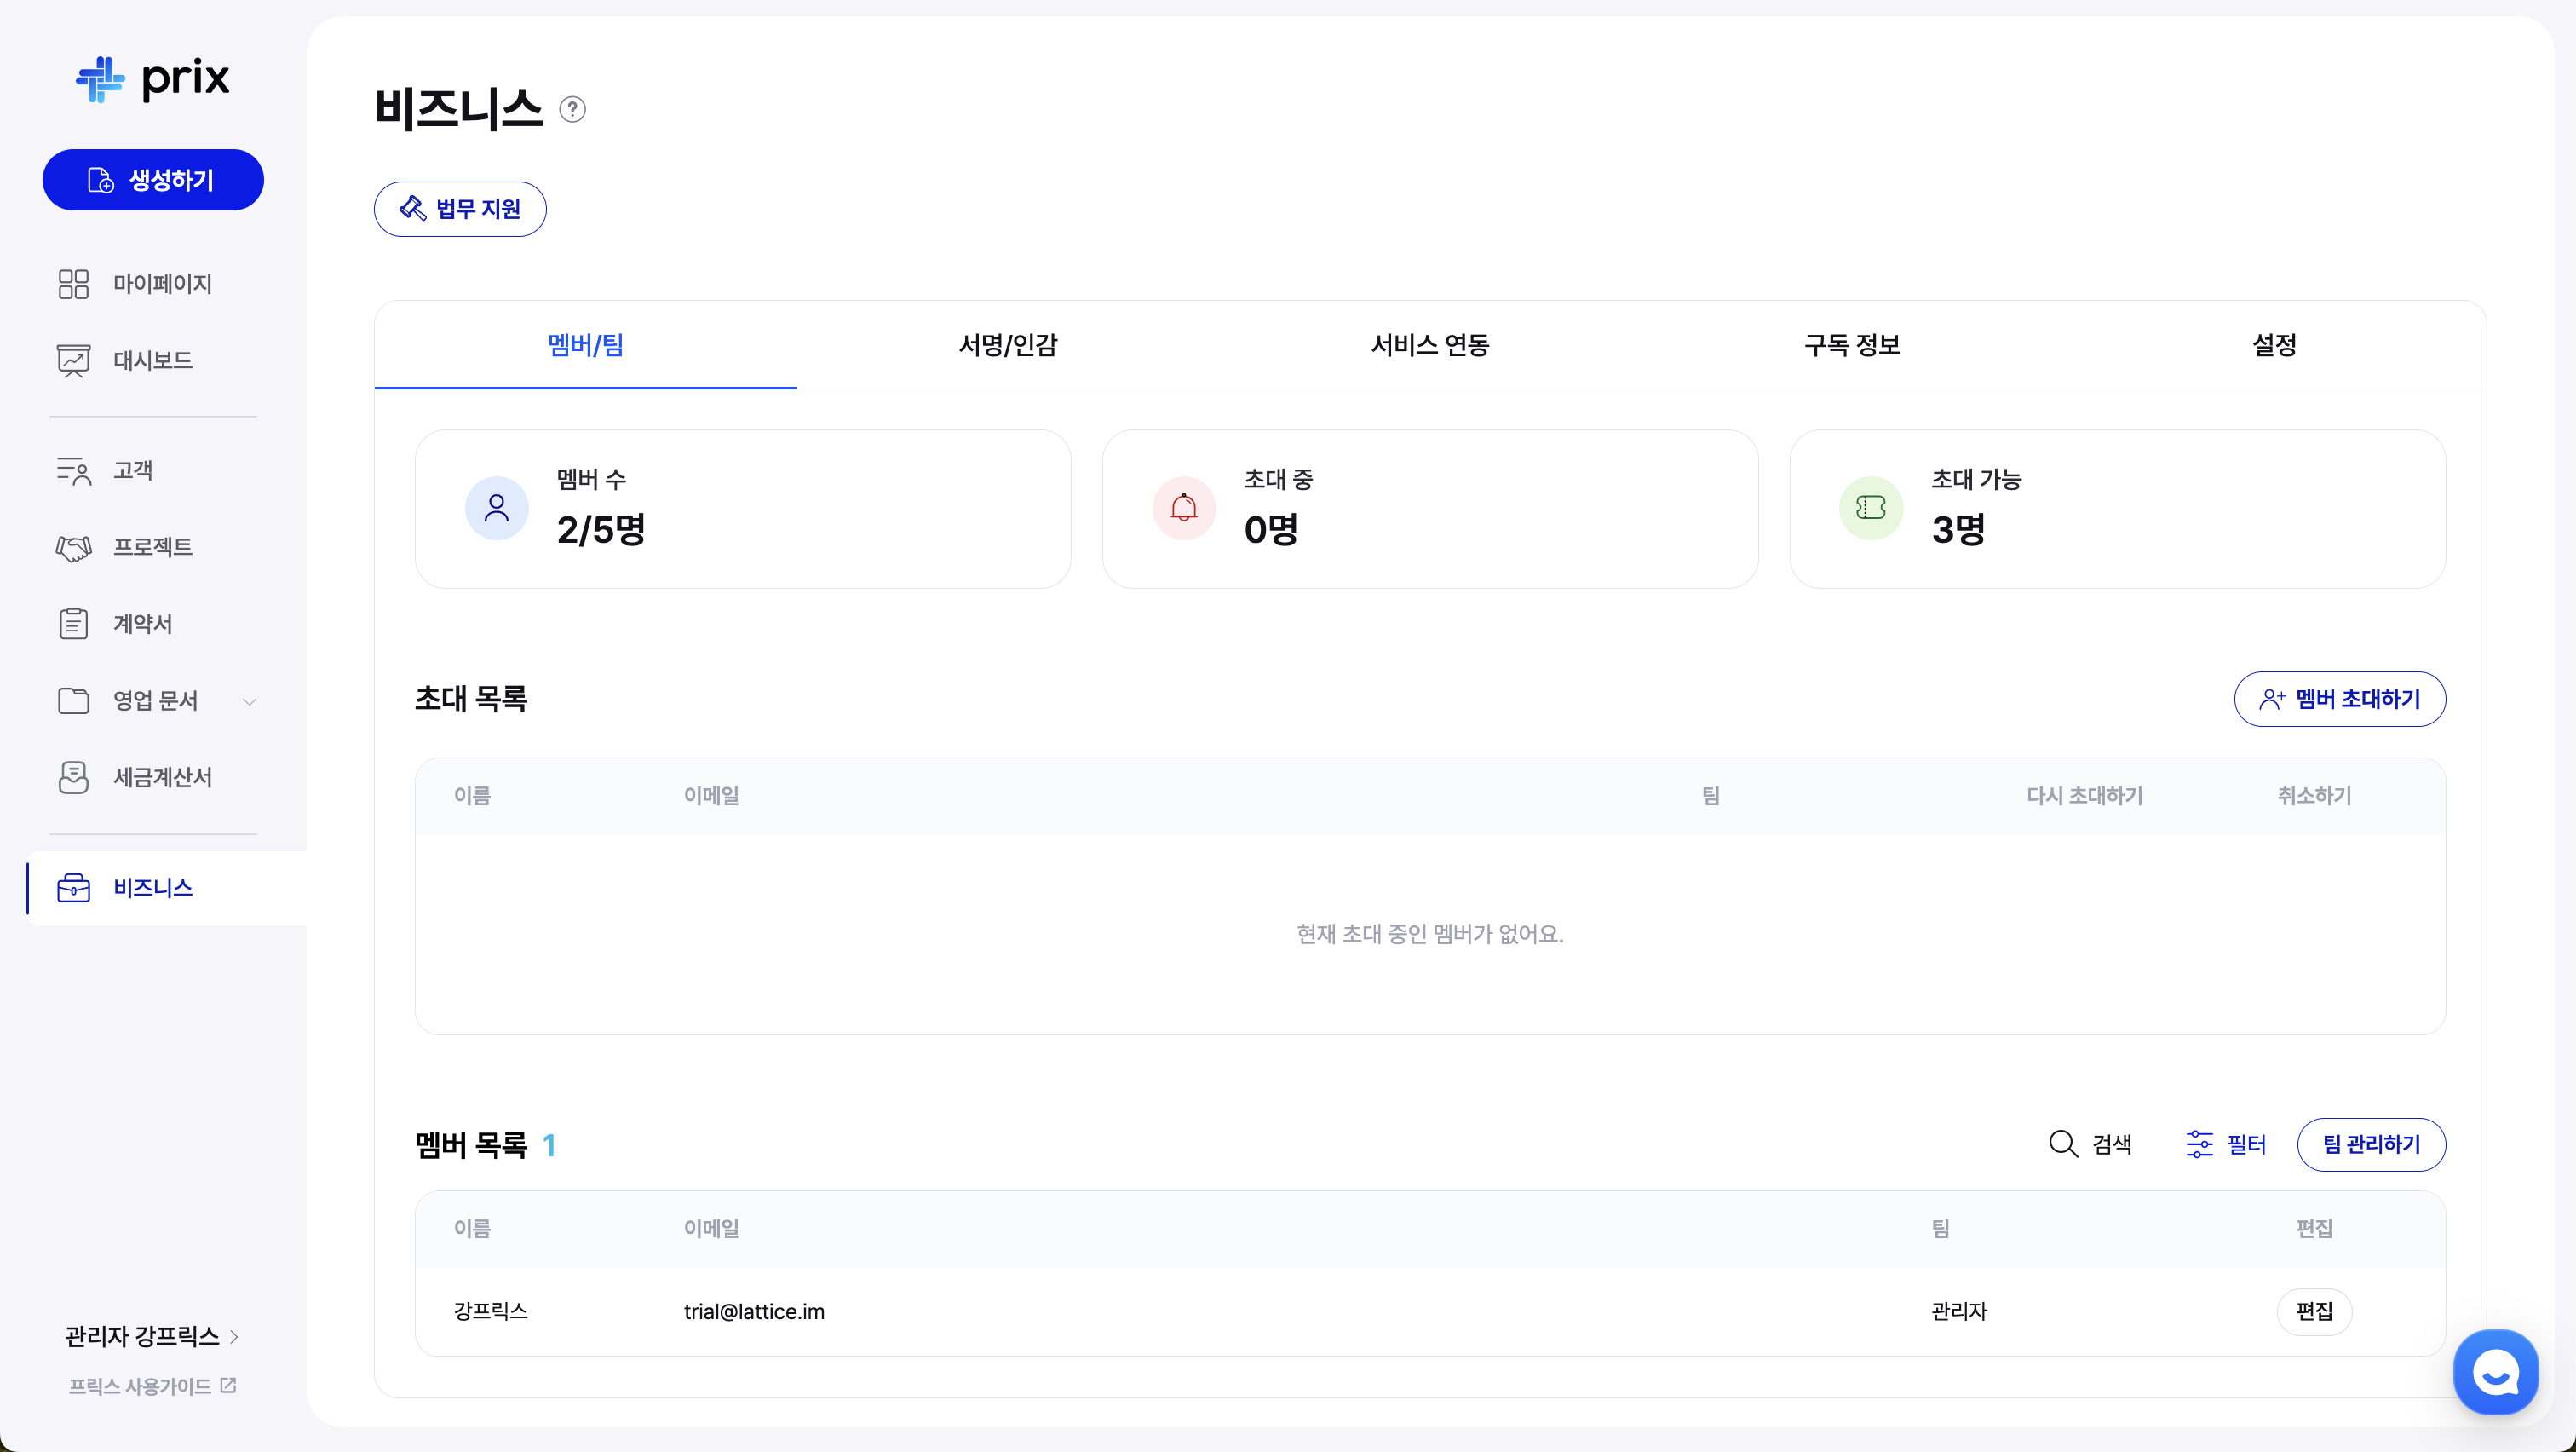 prix
생성하기
마이페이지
대시보드
고객
프로젝트
계약서
영업 문서
세금계산서
비즈니스
관리자 강프릭스
프릭스 사용가이드
비즈니스 ?
법무 지원
멤버/팀 서명/인감 서비스 연동 구독 정보 설정
멤버 수
2/5명
초대 중
0명
초대 가능
3명
초대 목록 멤버 초대하기
이름 이메일 팀 다시 초대하기 취소하기
현재 초대 중인 멤버가 없어요.
멤버 목록 1 검색 필터 팀 관리하기
이름 이메일 팀 편집
강프릭스 trial@lattice.im 관리자 편집